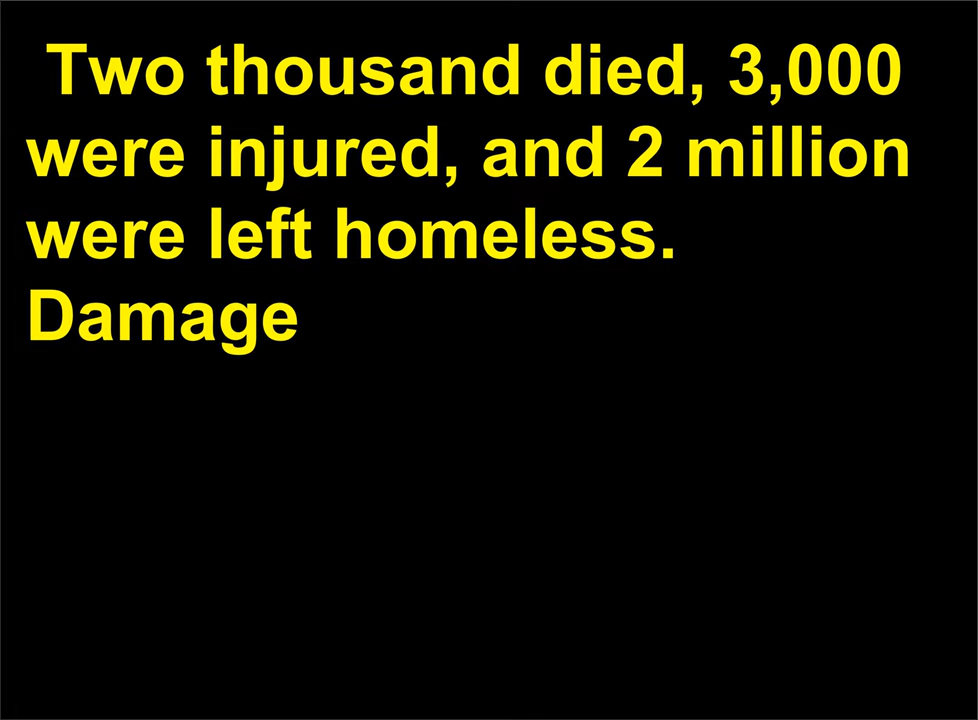 Two thousand died, 3,000
were injured, and 2 million
were left homeless.
Damage